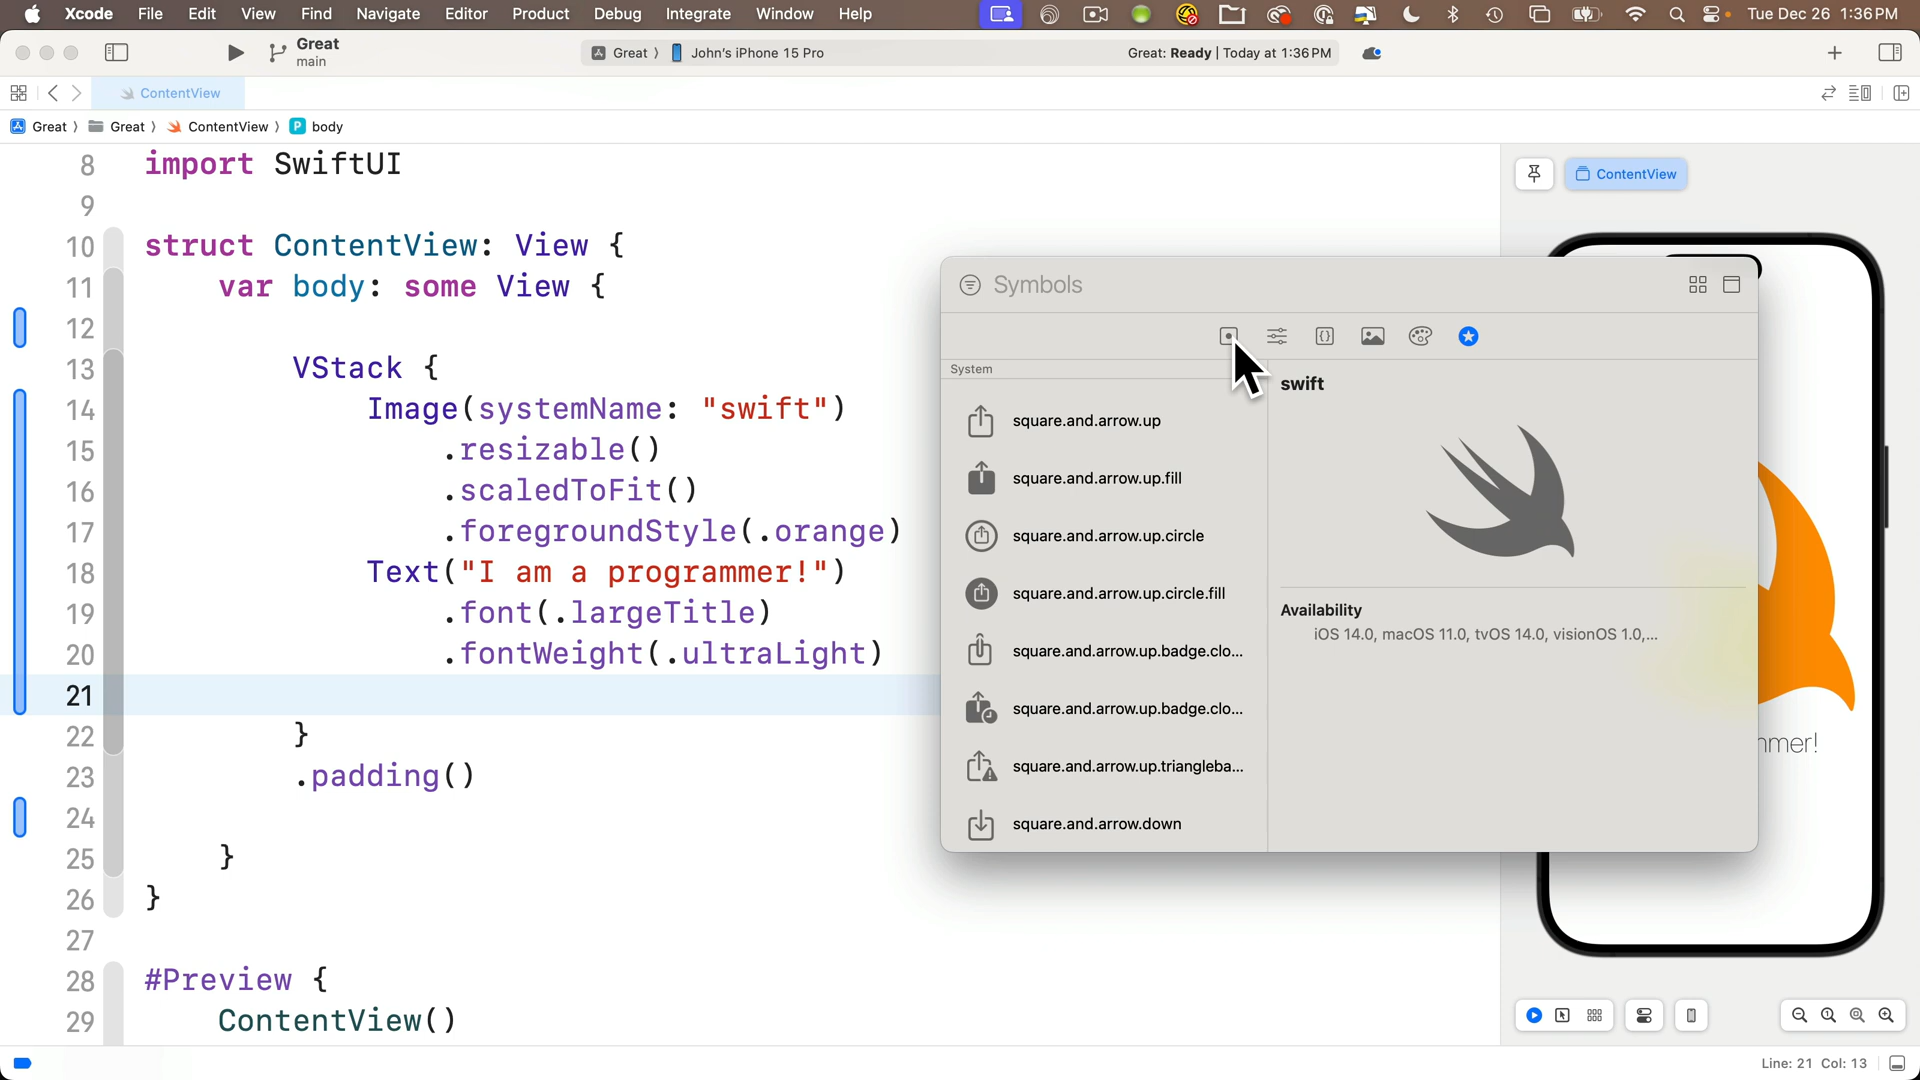 Xcode File Edit View Find Navigate Editor Product Debug Integrate Window Help Tue Dec 26 1:36 PM
Great
main
Great 〉 John's iPhone 15 Pro
Great: Ready | Today at 1:36 PM
ContentView
Great 〉 Great 〉 ContentView 〉 P body
8 import SwiftUI
9
10 struct ContentView: View {
11 var body: some View {
12
13 VStack {
14 Image(systemName: "swift")
15 .resizable()
16 .scaledToFit()
17 .foregroundStyle(.orange)
18 Text("I am a programmer!")
19 .font(.largeTitle)
20 .fontWeight(.ultraLight)
21
22 }
23 .padding()
24
25 }
26 }
27
28 #Preview {
29 ContentView()
ContentView
Symbols
System
square.and.arrow.up
square.and.arrow.up.fill
square.and.arrow.up.circle
square.and.arrow.up.circle.fill
square.and.arrow.up.badge.clo...
square.and.arrow.up.badge.clo...
square.and.arrow.up.triangleba...
square.and.arrow.down
swift
Availability
iOS 14.0, macOS 11.0, tvOS 14.0, visionOS 1.0,...
mmer!
Line: 21 Col: 13